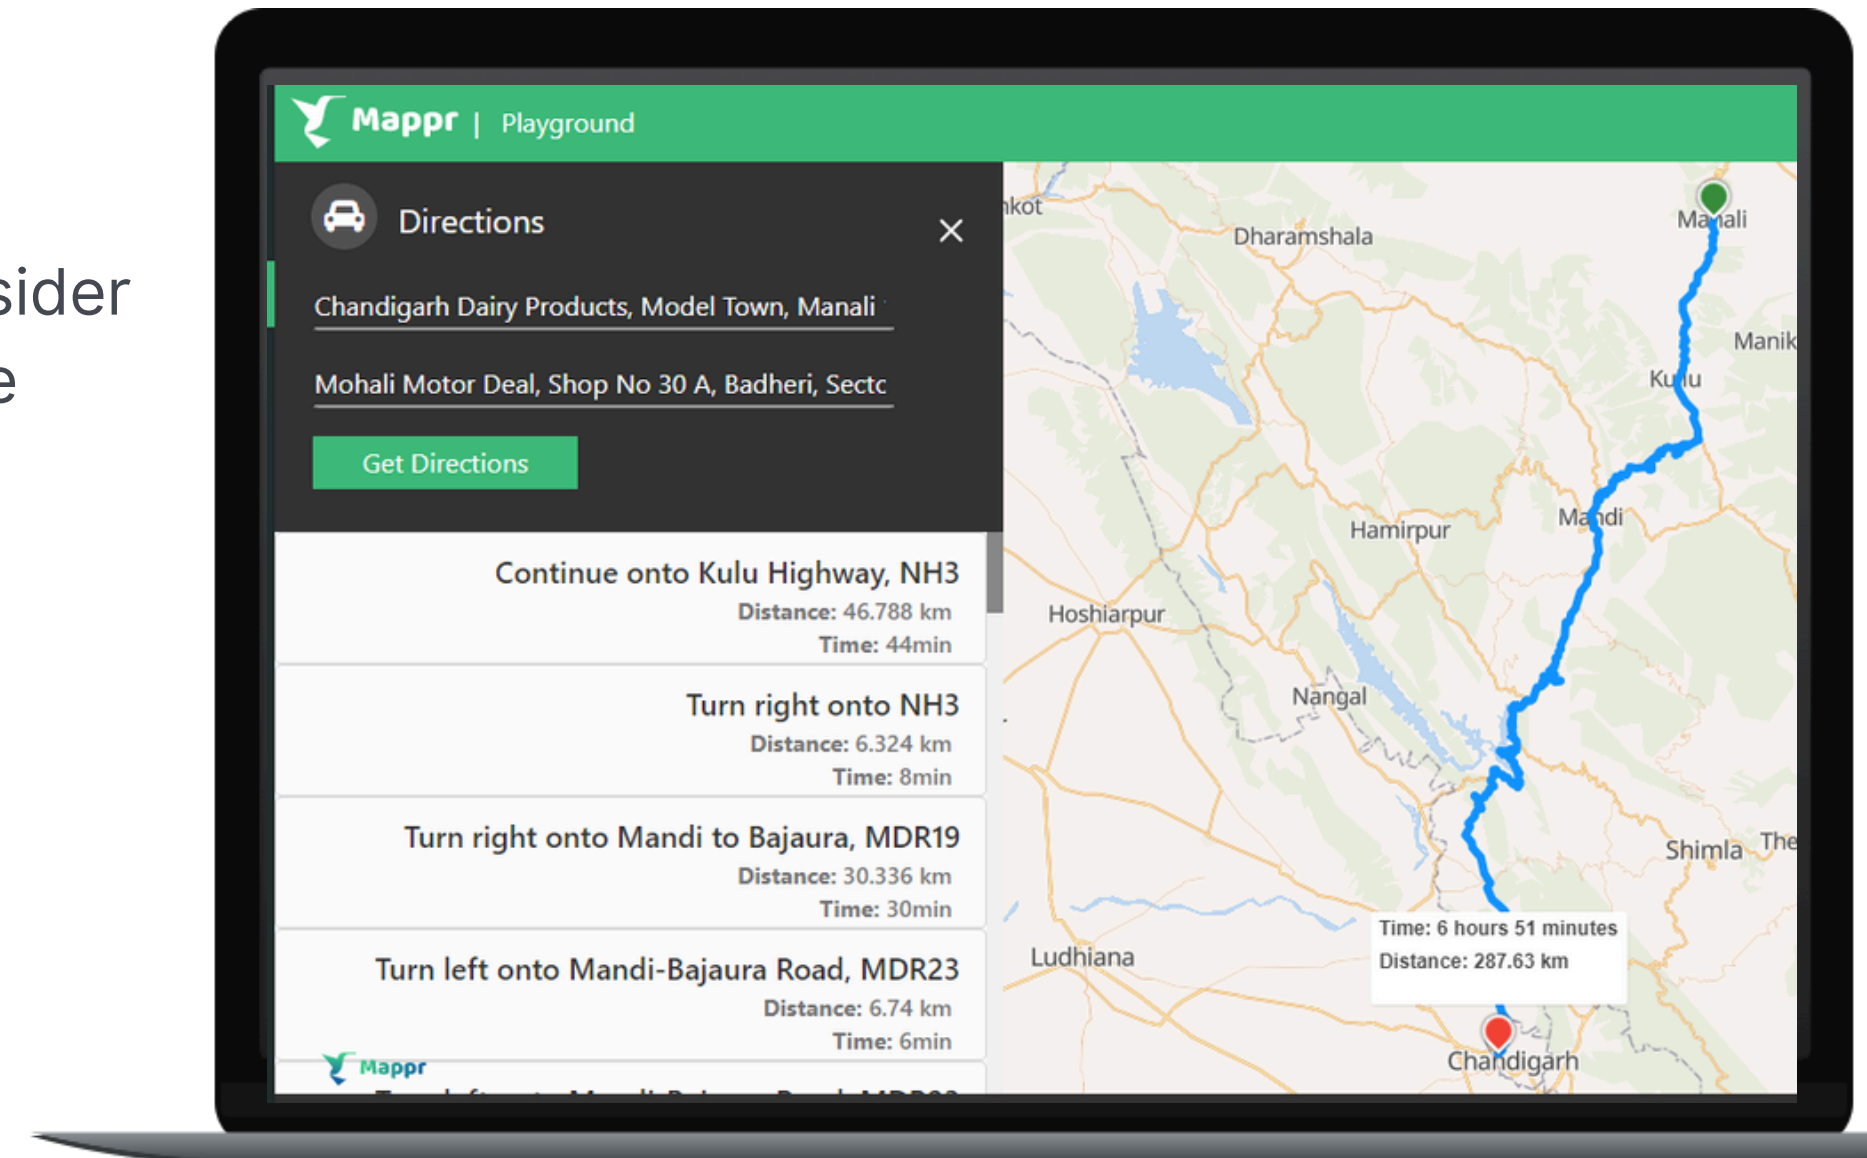 sider
e
Mappr | Playground
Directions
Chandigarh Dairy Products, Model Town, Manali
Mohali Motor Deal, Shop No 30 A, Badheri, Sectc
Get Directions
Continue onto Kulu Highway, NH3
Distance: 46.788 km
Time: 44min
Turn right onto NH3
Distance: 6.324 km
Time: 8min
Turn right onto Mandi to Bajaura, MDR19
Distance: 30.336 km
Time: 30min
Turn left onto Mandi-Bajaura Road, MDR23
Distance: 6.74 km
Time: 6min
Mappr
kot
Dharamshala
Manali
Manik
Kullu
Mandi
Hamirpur
Hoshiarpur
Nangal
Shimla
The
Ludhiana
Time: 6 hours 51 minutes
Distance: 287.63 km
Chandigarh